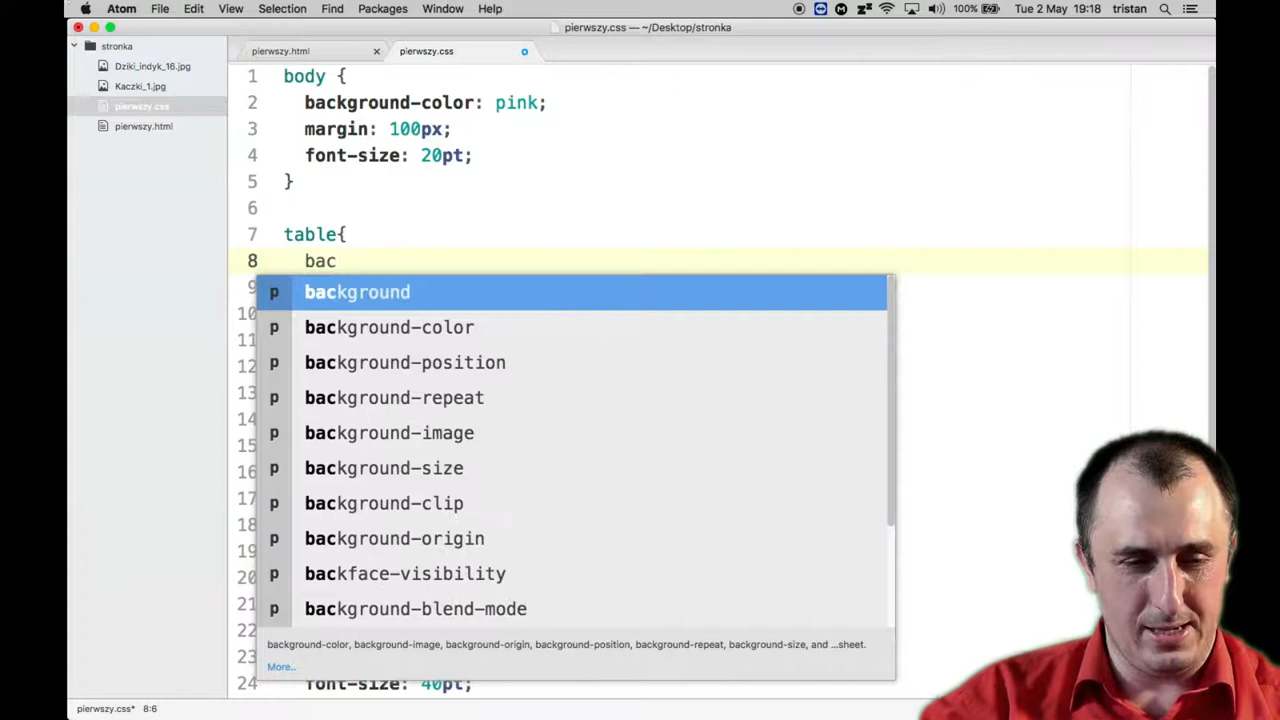 Atom File Edit View Selection Find Packages Window Help 100% Tue 2 May 19:18 tristan
pierwszy.css — ~/Desktop/stronka
stronka
Dziki_indyk_16.jpg
Kaczki_1.jpg
pierwszy.css
pierwszy.html
pierwszy.html pierwszy.css
1 body {
2 background-color: pink;
3 margin: 100px;
4 font-size: 20pt;
5 }
6
7 table{
8 bac
p background
p background-color
p background-position
p background-repeat
p background-image
p background-size
p background-clip
p background-origin
p backface-visibility
p background-blend-mode
background-color, background-image, background-origin, background-position, background-repeat, background-size, and ...sheet.
More..
9
10
11
12
13
14
15
16
17
18
19
20
21
22
23
24 font-size: 40pt;
pierwszy.css* 8:6